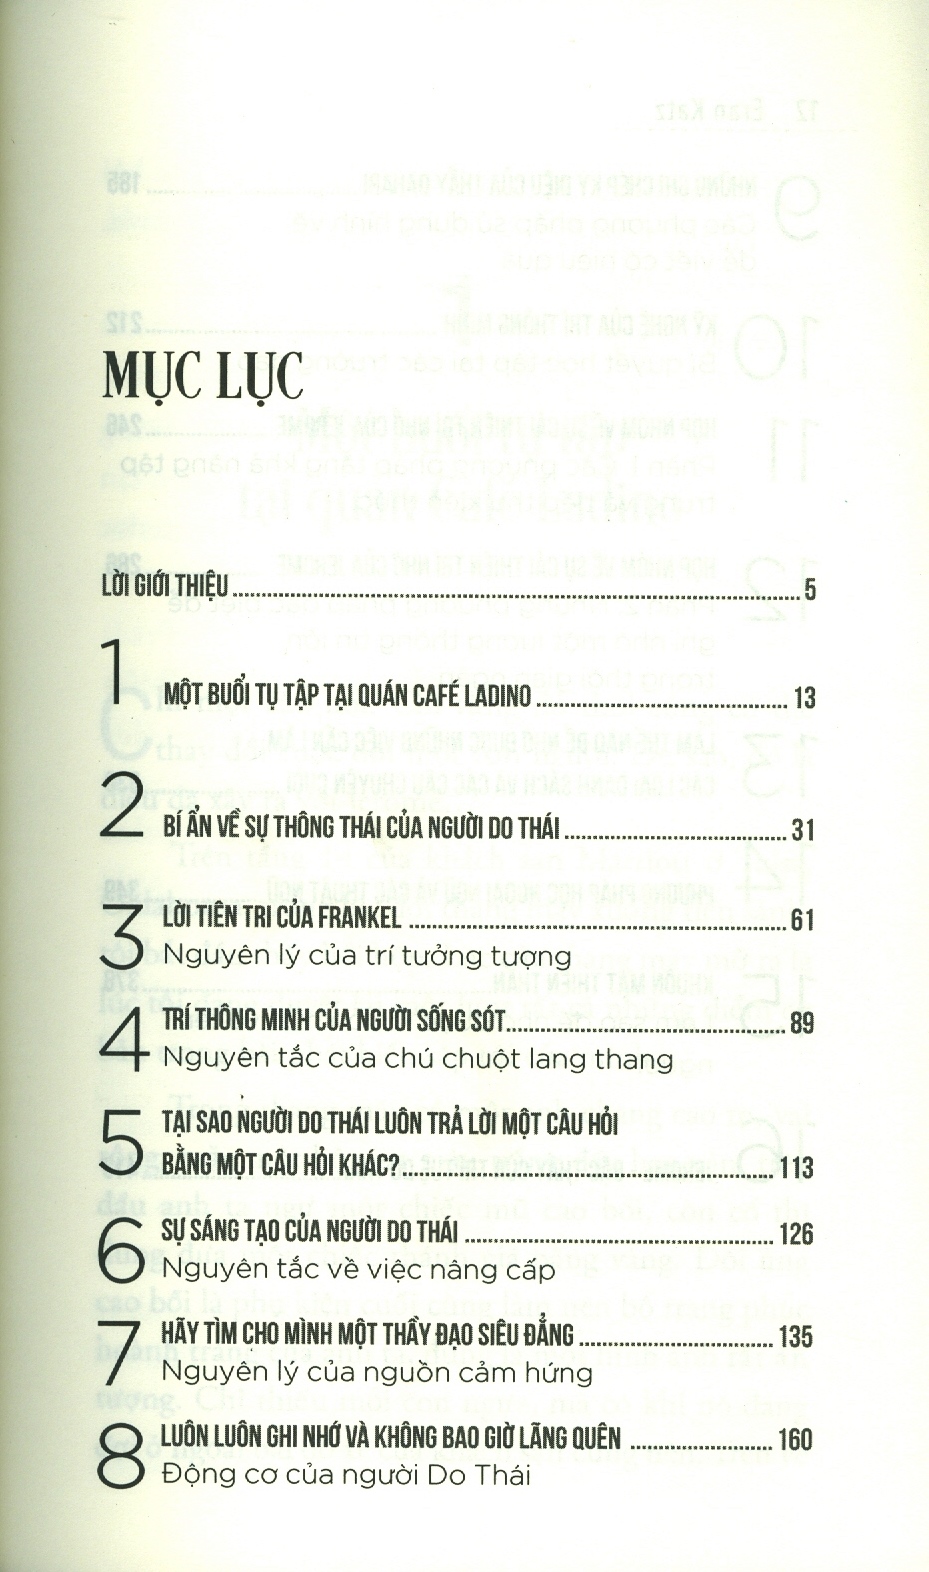 MỤC LỤC
LỜI GIỚI THIỆU 5
1 MỘT BUỔI TỤ TẬP TẠI QUÁN CAFÉ LADINO 13
2 BÍ ẨN VỀ SỰ THÔNG THÁI CỦA NGƯỜI DO THÁI 31
3 LỜI TIÊN TRI CỦA FRANKEL 61
Nguyên lý của trí tưởng tượng
4 TRÍ THÔNG MINH CỦA NGƯỜI SỐNG SÓT 89
Nguyên tắc của chú chuột lang thang
5 TẠI SAO NGƯỜI DO THÁI LUÔN TRẢ LỜI MỘT CÂU HỎI
BẰNG MỘT CÂU HỎI KHÁC? 113
6 SỰ SÁNG TẠO CỦA NGƯỜI DO THÁI 126
Nguyên tắc về việc nâng cấp
7 HÃY TÌM CHO MÌNH MỘT THẦY ĐẠO SIÊU ĐẲNG 135
Nguyên lý của nguồn cảm hứng
8 LUÔN LUÔN GHI NHỚ VÀ KHÔNG BAO GIỜ LÃNG QUÊN 160
Động cơ của người Do Thái